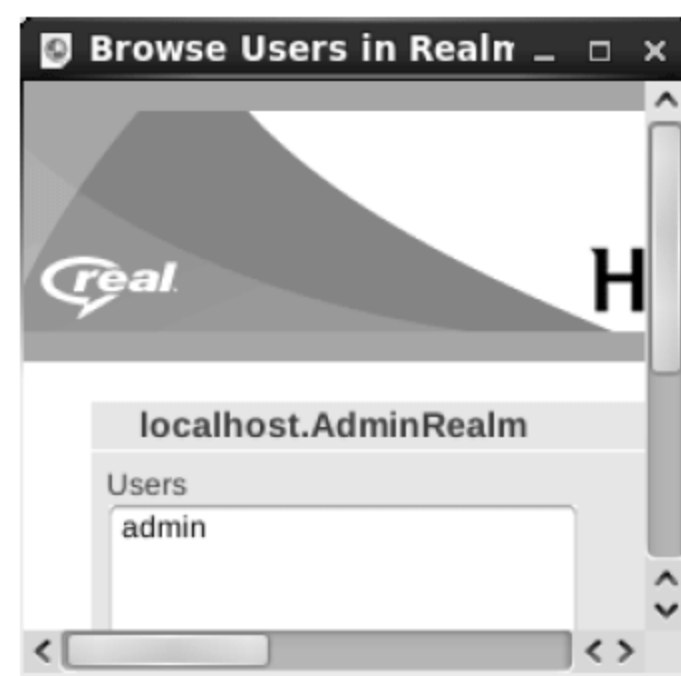 Browse Users in Realm
real
H
localhost.AdminRealm
Users
admin